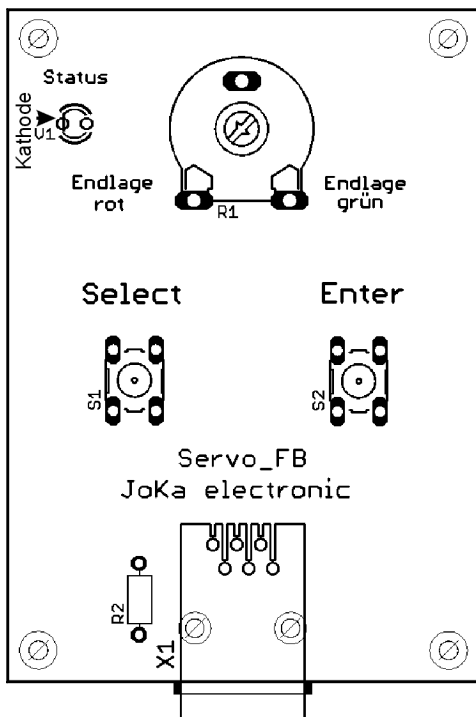 Status
Kathode
V1
Endlage
rot
R1
Endlage
grün
Select
Enter
S1
S2
Servo_FB
JoKa electronic
R2
X1